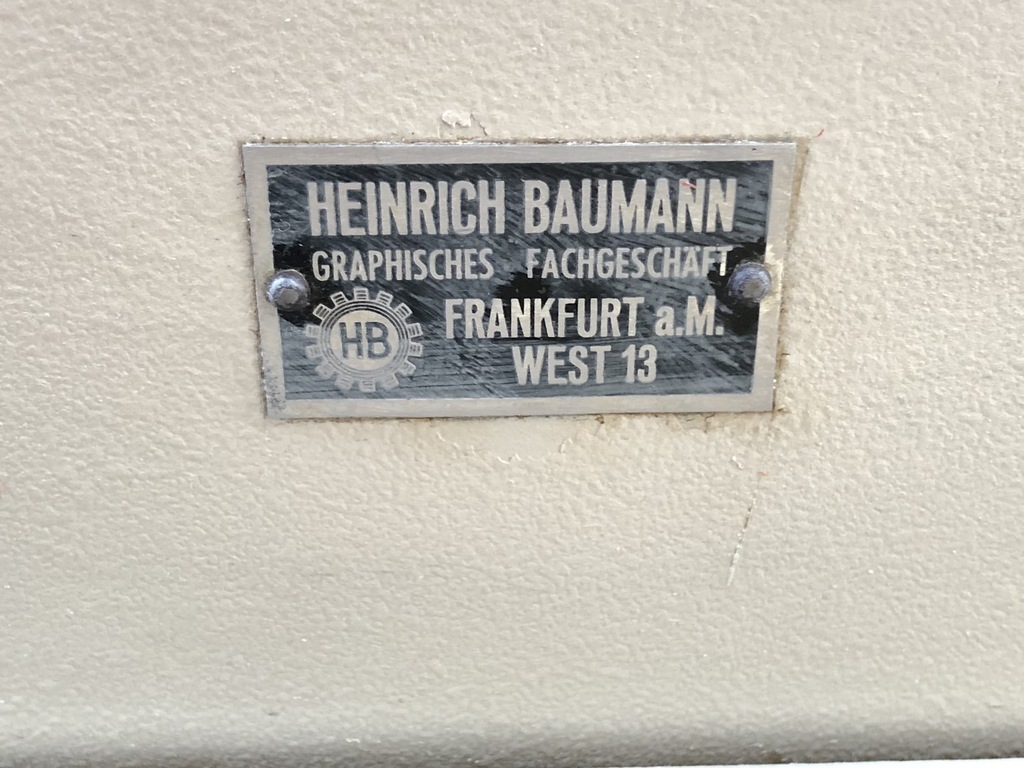 HEINRICH BAUMANN
GRAPHISCHES FACHGESCHÄFT
HB
FRANKFURT a.M.
WEST 13